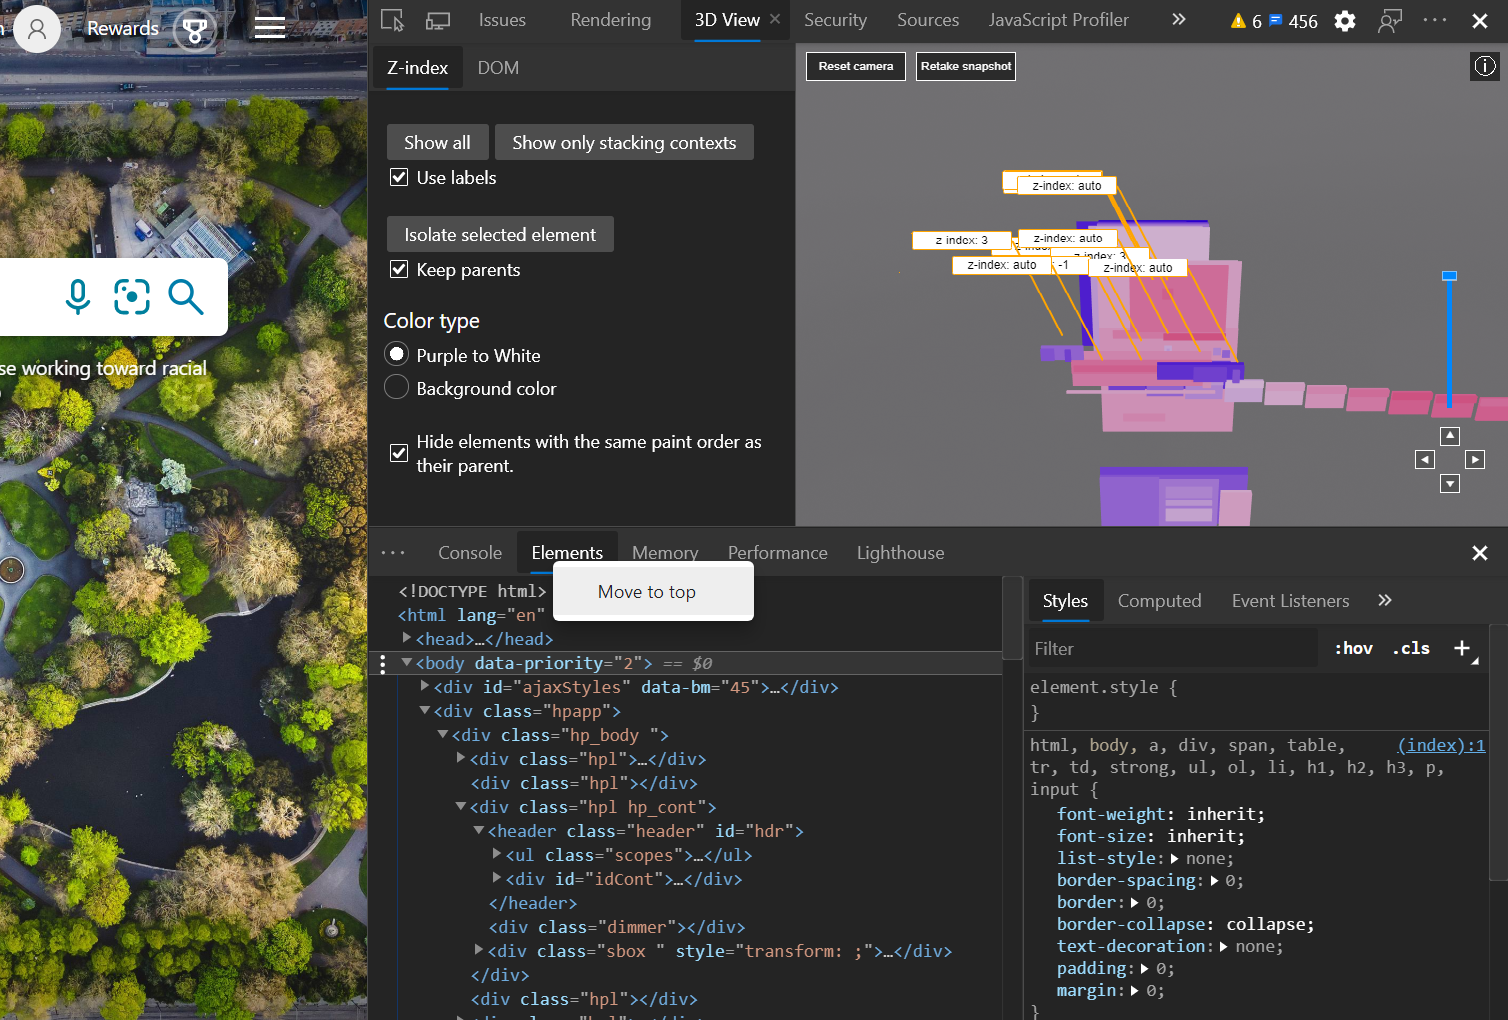 Rewards
se working toward racial
Issues
Rendering
3D View
Security
Sources
JavaScript Profiler
6
456
Z-index
DOM
Show all
Show only stacking contexts
Use labels
Isolate selected element
Keep parents
Color type
Purple to White
Background color
Hide elements with the same paint order as
their parent.
Reset camera
Retake snapshot
z-index: auto
z-index: 3
z-index: auto
z-index: 3
z-index: auto
: -1
z-index: auto
Console
Elements
Memory
Performance
Lighthouse
Move to top
<!DOCTYPE html>
<html lang="en"
<head>…</head>
<body data-priority="2"> == $0
<div id="ajaxStyles" data-bm="45">…</div>
<div class="hpapp">
<div class="hp_body ">
<div class="hpl">…</div>
<div class="hpl"></div>
<div class="hpl hp_cont">
<header class="header" id="hdr">
<ul class="scopes">…</ul>
<div id="idCont">…</div>
</header>
<div class="dimmer"></div>
<div class="sbox " style="transform: ;">…</div>
</div>
<div class="hpl"></div>
Styles
Computed
Event Listeners
Filter
:hov
.cls
element.style {
}
html, body, a, div, span, table, (index):1
tr, td, strong, ul, ol, li, h1, h2, h3, p,
input {
font-weight: inherit;
font-size: inherit;
list-style: none;
border-spacing: 0;
border: 0;
border-collapse: collapse;
text-decoration: none;
padding: 0;
margin: 0;
}